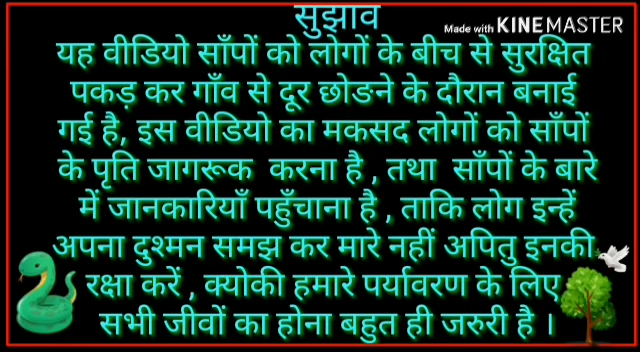 सुझाव
Made with KINEMASTER
यह वीडियो साँपों को लोगों के बीच से सुरक्षित
पकड़ कर गाँव से दूर छोङने के दौरान बनाई
गई है, इस वीडियो का मकसद लोगों को साँपों
के पृति जागरूक करना है , तथा साँपों के बारे
में जानकारियाँ पहुँचाना है , ताकि लोग इन्हें
अपना दुश्मन समझ कर मारे नहीं अपितु इनकी
रक्षा करें , क्योकी हमारे पर्यावरण के लिए
सभी जीवों का होना बहुत ही जरुरी है ।